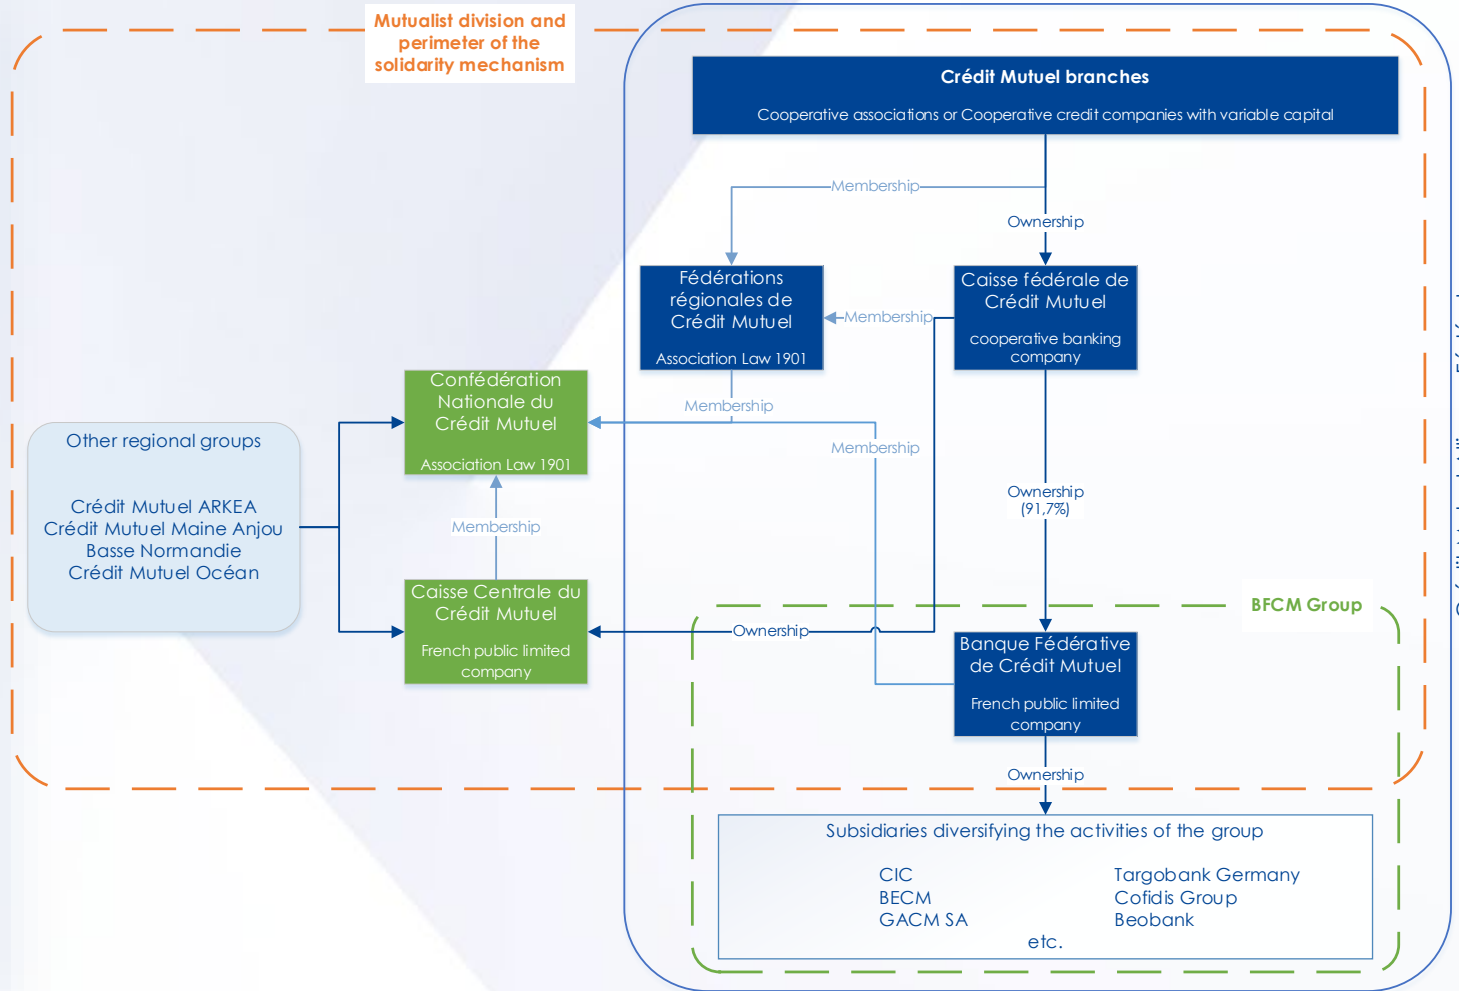 Mutualist division and
perimeter of the
solidarity mechanism
Crédit Mutuel branches
Cooperative associations or Cooperative credit companies with variable capital
Membership
Ownership
Fédérations
régionales de
Crédit Mutuel
Association Law 1901
Membership
Caisse fédérale de
Crédit Mutuel
cooperative banking
company
Confédération
Nationale du
Crédit Mutuel
Association Law 1901
Membership
Membership
Other regional groups
Crédit Mutuel ARKEA
Crédit Mutuel Maine Anjou
Basse Normandie
Crédit Mutuel Océan
Membership
Ownership
(91,7%)
Caisse Centrale du
Crédit Mutuel
French public limited
company
Ownership
BFCM Group
Banque Fédérative
de Crédit Mutuel
French public limited
company
Ownership
Subsidiaries diversifying the activities of the group
CIC
BECM
GACM SA
Targobank Germany
Cofidis Group
Beobank
etc.